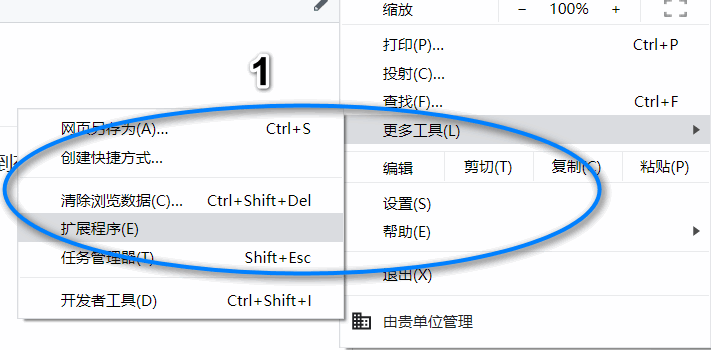 缩放 − 100% +
打印(P)... Ctrl+P
投射(C)...
查找(F)... Ctrl+F
更多工具(L)
编辑 剪切(T) 复制(C) 粘贴(P)
设置(S)
帮助(E)
退出(X)
由贵单位管理
1
网页另存为(A)... Ctrl+S
创建快捷方式...
清除浏览数据(C)... Ctrl+Shift+Del
扩展程序(E)
任务管理器(T) Shift+Esc
开发者工具(D) Ctrl+Shift+I
到